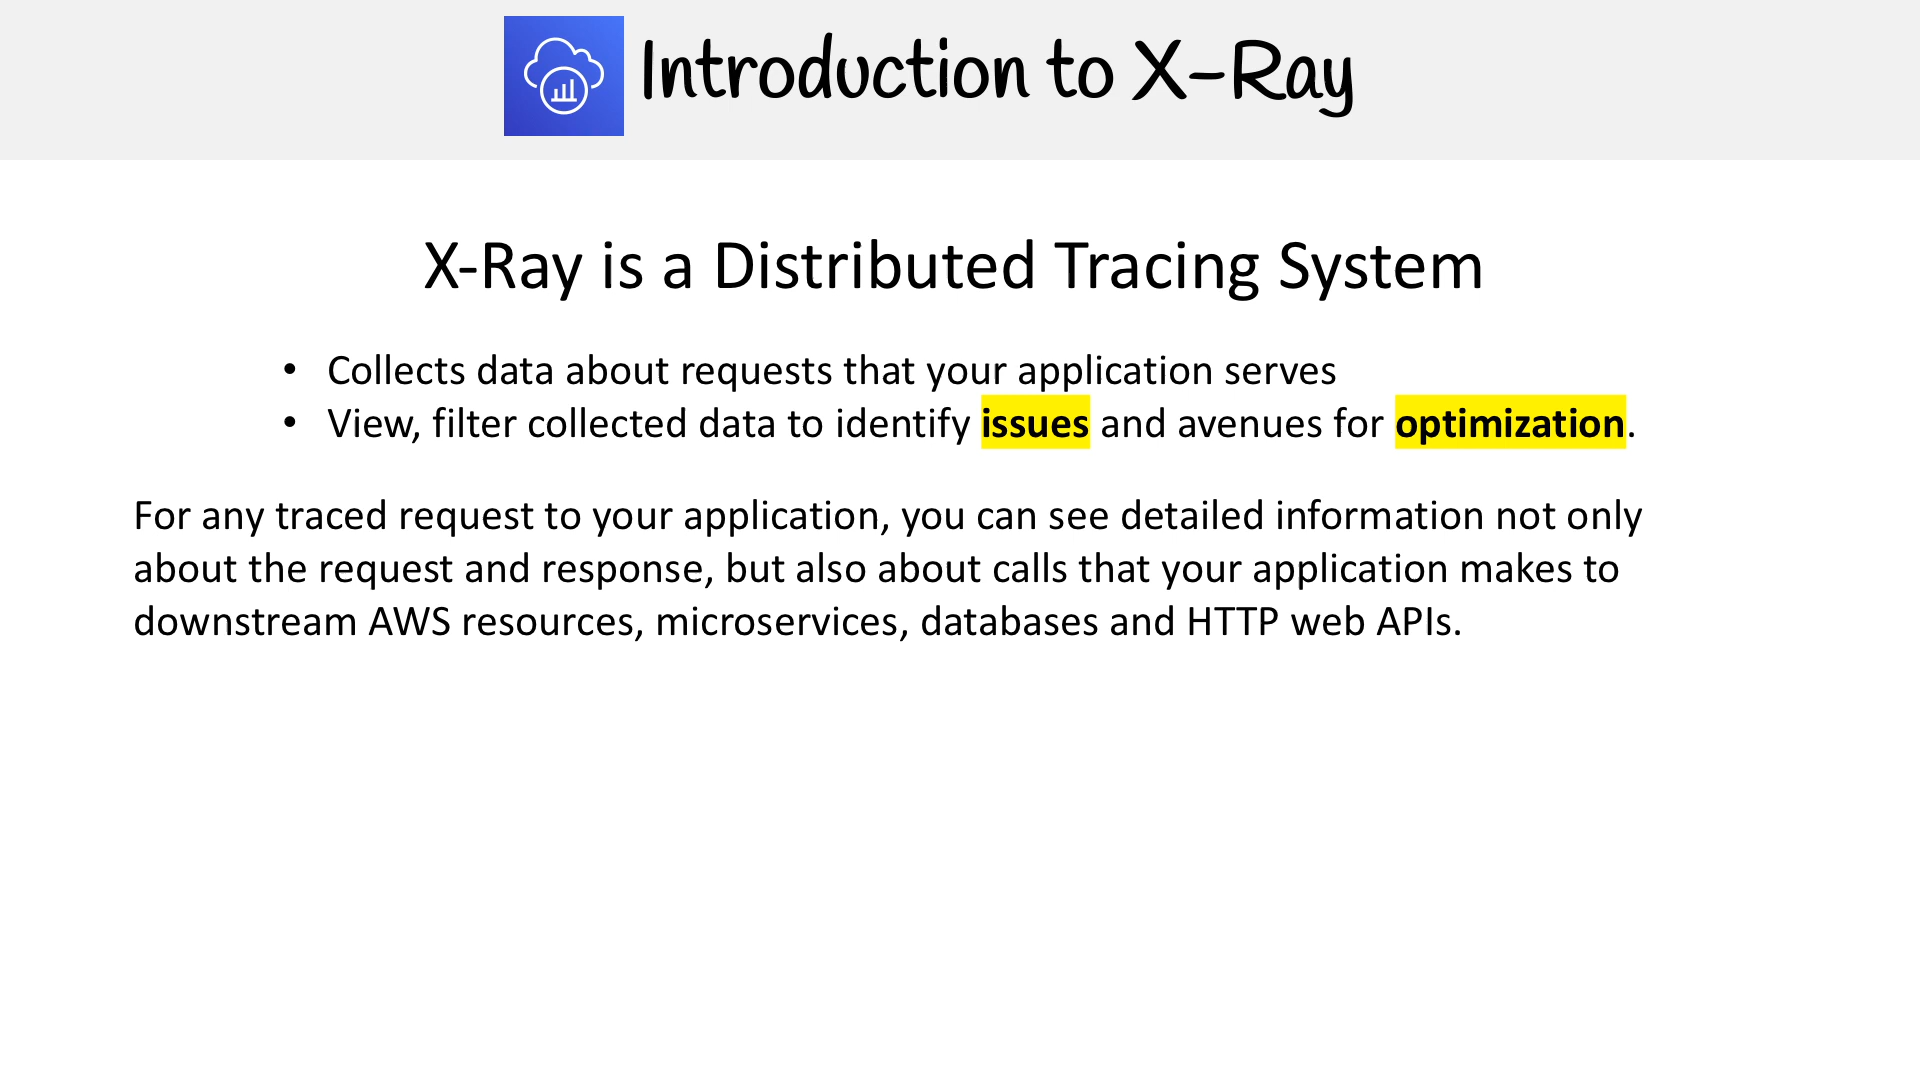 Introduction to X-Ray
X-Ray is a Distributed Tracing System
• Collects data about requests that your application serves
• View, filter collected data to identify issues and avenues for optimization.
For any traced request to your application, you can see detailed information not only
about the request and response, but also about calls that your application makes to
downstream AWS resources, microservices, databases and HTTP web APIs.